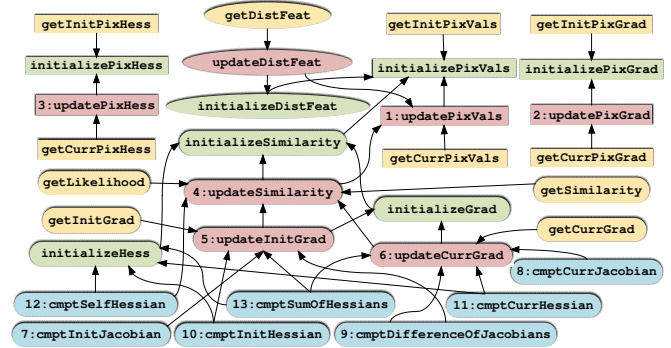 getInitPixHess
getDistFeat
getInitPixVals
getInitPixGrad
initializePixHess
updateDistFeat
initializePixVals
initializePixGrad
3:updatePixHess
initializeDistFeat
1:updatePixVals
2:updatePixGrad
getCurrPixHess
initializeSimilarity
getCurrPixVals
getCurrPixGrad
getLikelihood
4:updateSimilarity
getSimilarity
getInitGrad
initializeGrad
5:updateInitGrad
getCurrGrad
initializeHess
6:updateCurrGrad
8:cmptCurrJacobian
12:cmptSelfHessian
13:cmptSumOfHessians
11:cmptCurrHessian
7:cmptInitJacobian
10:cmptInitHessian
9:cmptDifferenceOfJacobians